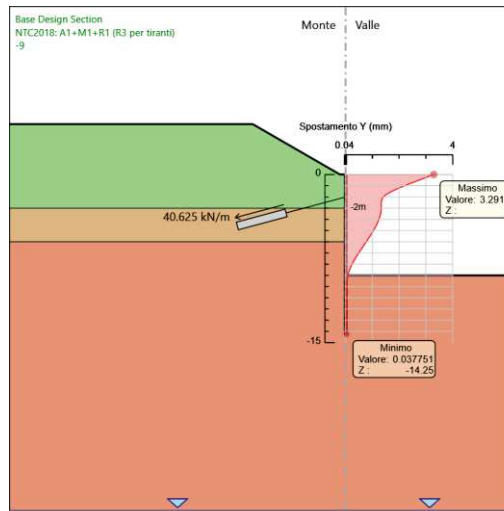 Base Design Section
NTC2018: A1+M1+R1 (R3 per tiranti)
-9
Monte
Valle
Spostamento Y (mm)
0.04
4
0
Massimo
Valore: 3.291
Z :
-2m
40.625 kN/m
-15
Minimo
Valore: 0.037751
Z : -14.25